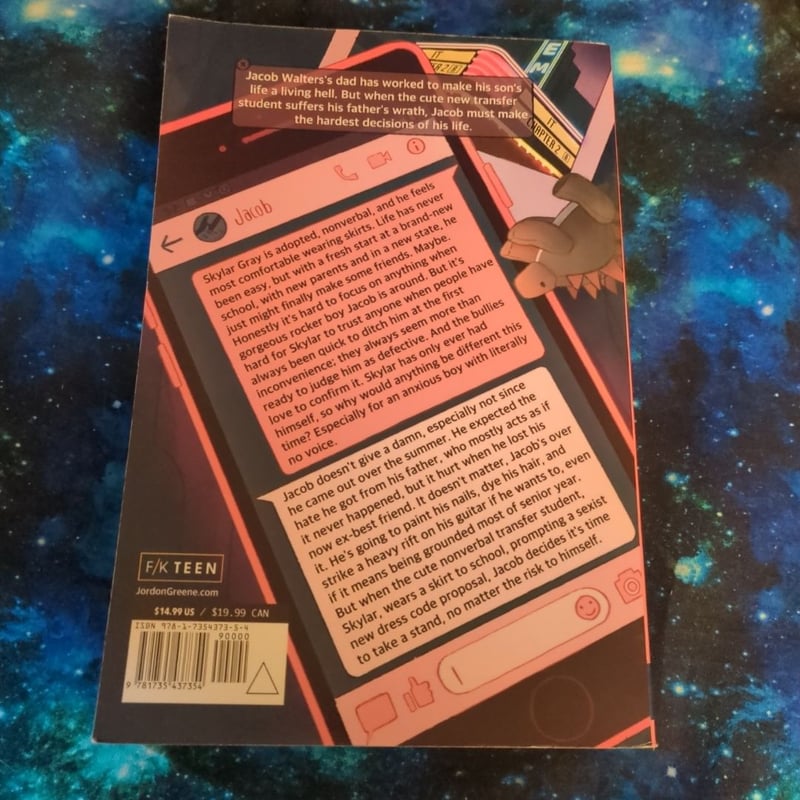 Jacob Walters's dad has worked to make his son's
life a living hell. But when the cute new transfer
student suffers his father's wrath, Jacob must make
the hardest decisions of his life.
IT
ER 2
EM
IT
CHAPTER 2
Jacob
Skylar Gray is adopted, nonverbal, and he feels
most comfortable wearing skirts. Life has never
been easy, but with a fresh start at a brand-new
school, with new parents and in a new state, he
just might finally make some friends. Maybe.
Honestly it's hard to focus on anything when
gorgeous rocker boy Jacob is around. But it's
hard for Skylar to trust anyone when people have
always been quick to ditch him at the first
inconvenience; they always seem more than
ready to judge him as defective. And the bullies
love to confirm it. Skylar has only ever had
himself, so why would anything be different this
time? Especially for an anxious boy with literally
no voice.
Jacob doesn't give a damn, especially not since
he came out over the summer. He expected the
hate he got from his father, who mostly acts as if
it never happened, but it hurt when he lost his
now ex-best friend. It doesn't matter, Jacob's over
it. He's going to paint his nails, dye his hair, and
strike a heavy rift on his guitar if he wants to, even
if it means being grounded most of senior year.
But when the cute nonverbal transfer student,
Skylar, wears a skirt to school, prompting a sexist
new dress code proposal, Jacob decides it's time
to take a stand, no matter the risk to himself.
F/K TEEN
JordonGreene.com
$14.99 US / $19.99 CAN
ISBN 978-1-7354373-5-4
90000
9 781735 437354